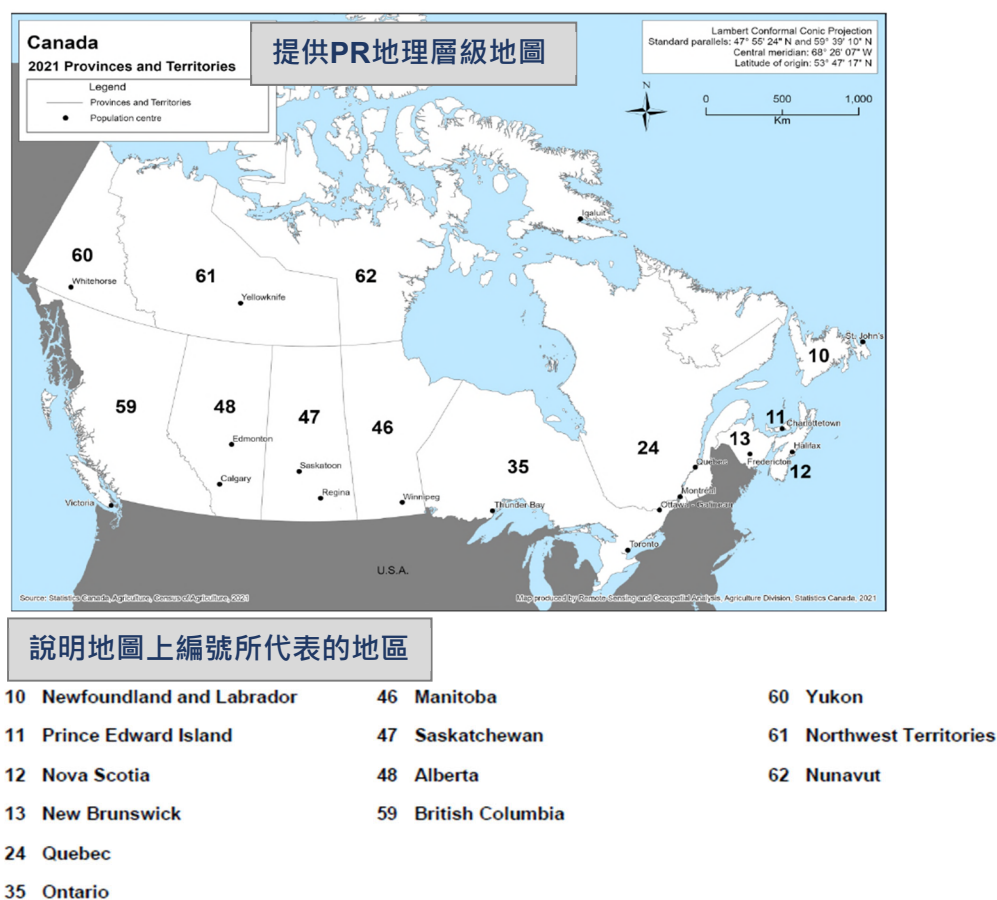 Canada
2021 Provinces and Territories
Legend
Provinces and Territories
Population centre
提供PR地理層級地圖
Lambert Conformal Conic Projection
Standard parallels: 47° 55' 24" N and 59° 39' 10" N
Central meridian: 68° 26' 07" W
Latitude of origin: 53° 47' 17" N
N
0 500 1,000
Km
Iqaluit
60
Whitehorse
61
Yellowknife
62
St. John's
10
59
48
Edmonton
Calgary
47
Saskatoon
Regina
46
Winnipeg
Victoria
35
Thunder Bay
24
Québec
Montréal
Ottawa - Gatineau
Toronto
11
Charlottetown
13
Fredericton
Halifax
12
U.S.A.
Source: Statistics Canada, Agriculture, Census of Agriculture, 2021
Map produced by Remote Sensing and Geospatial Analysis, Agriculture Division, Statistics Canada, 2021
說明地圖上編號所代表的地區
10 Newfoundland and Labrador
11 Prince Edward Island
12 Nova Scotia
13 New Brunswick
24 Quebec
35 Ontario
46 Manitoba
47 Saskatchewan
48 Alberta
59 British Columbia
60 Yukon
61 Northwest Territories
62 Nunavut